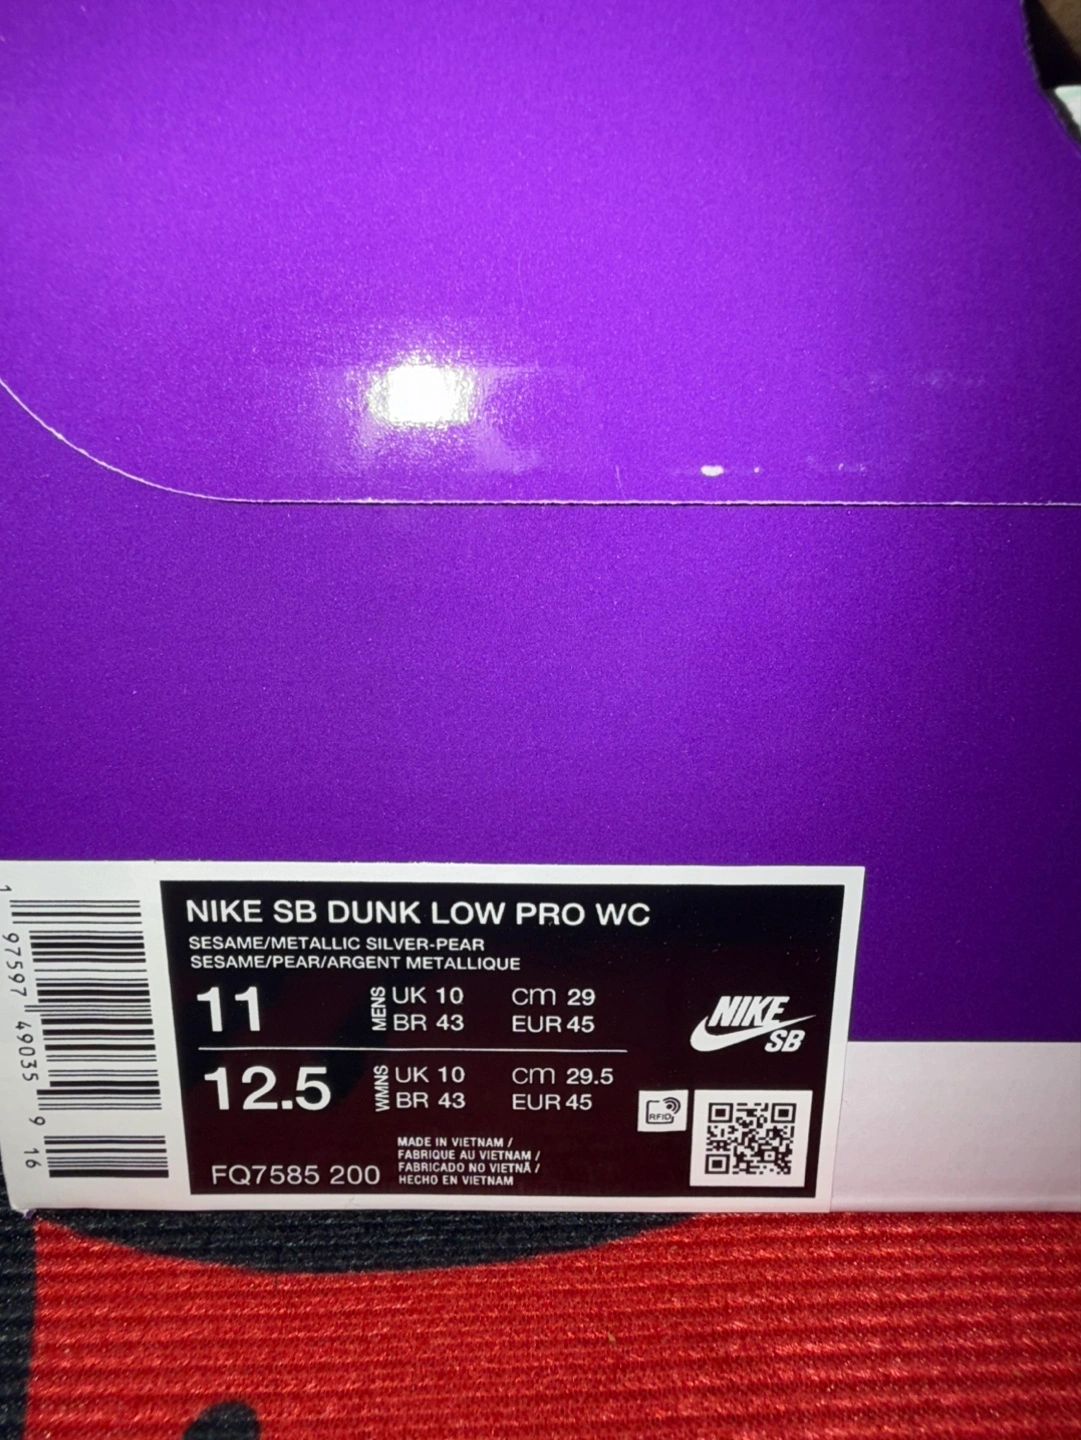 NIKE SB DUNK LOW PRO WC
SESAME/METALLIC SILVER-PEAR
SESAME/PEAR/ARGENT METALLIQUE
11 MENS UK 10 cm 29
BR 43 EUR 45
12.5 WMNS UK 10 cm 29.5
BR 43 EUR 45
NIKE
SB
RFID
MADE IN VIETNAM /
FABRIQUE AU VIETNAM /
FABRICADO NO VIETNÃ /
HECHO EN VIETNAM
FQ7585 200
1 97597 49035 9 16